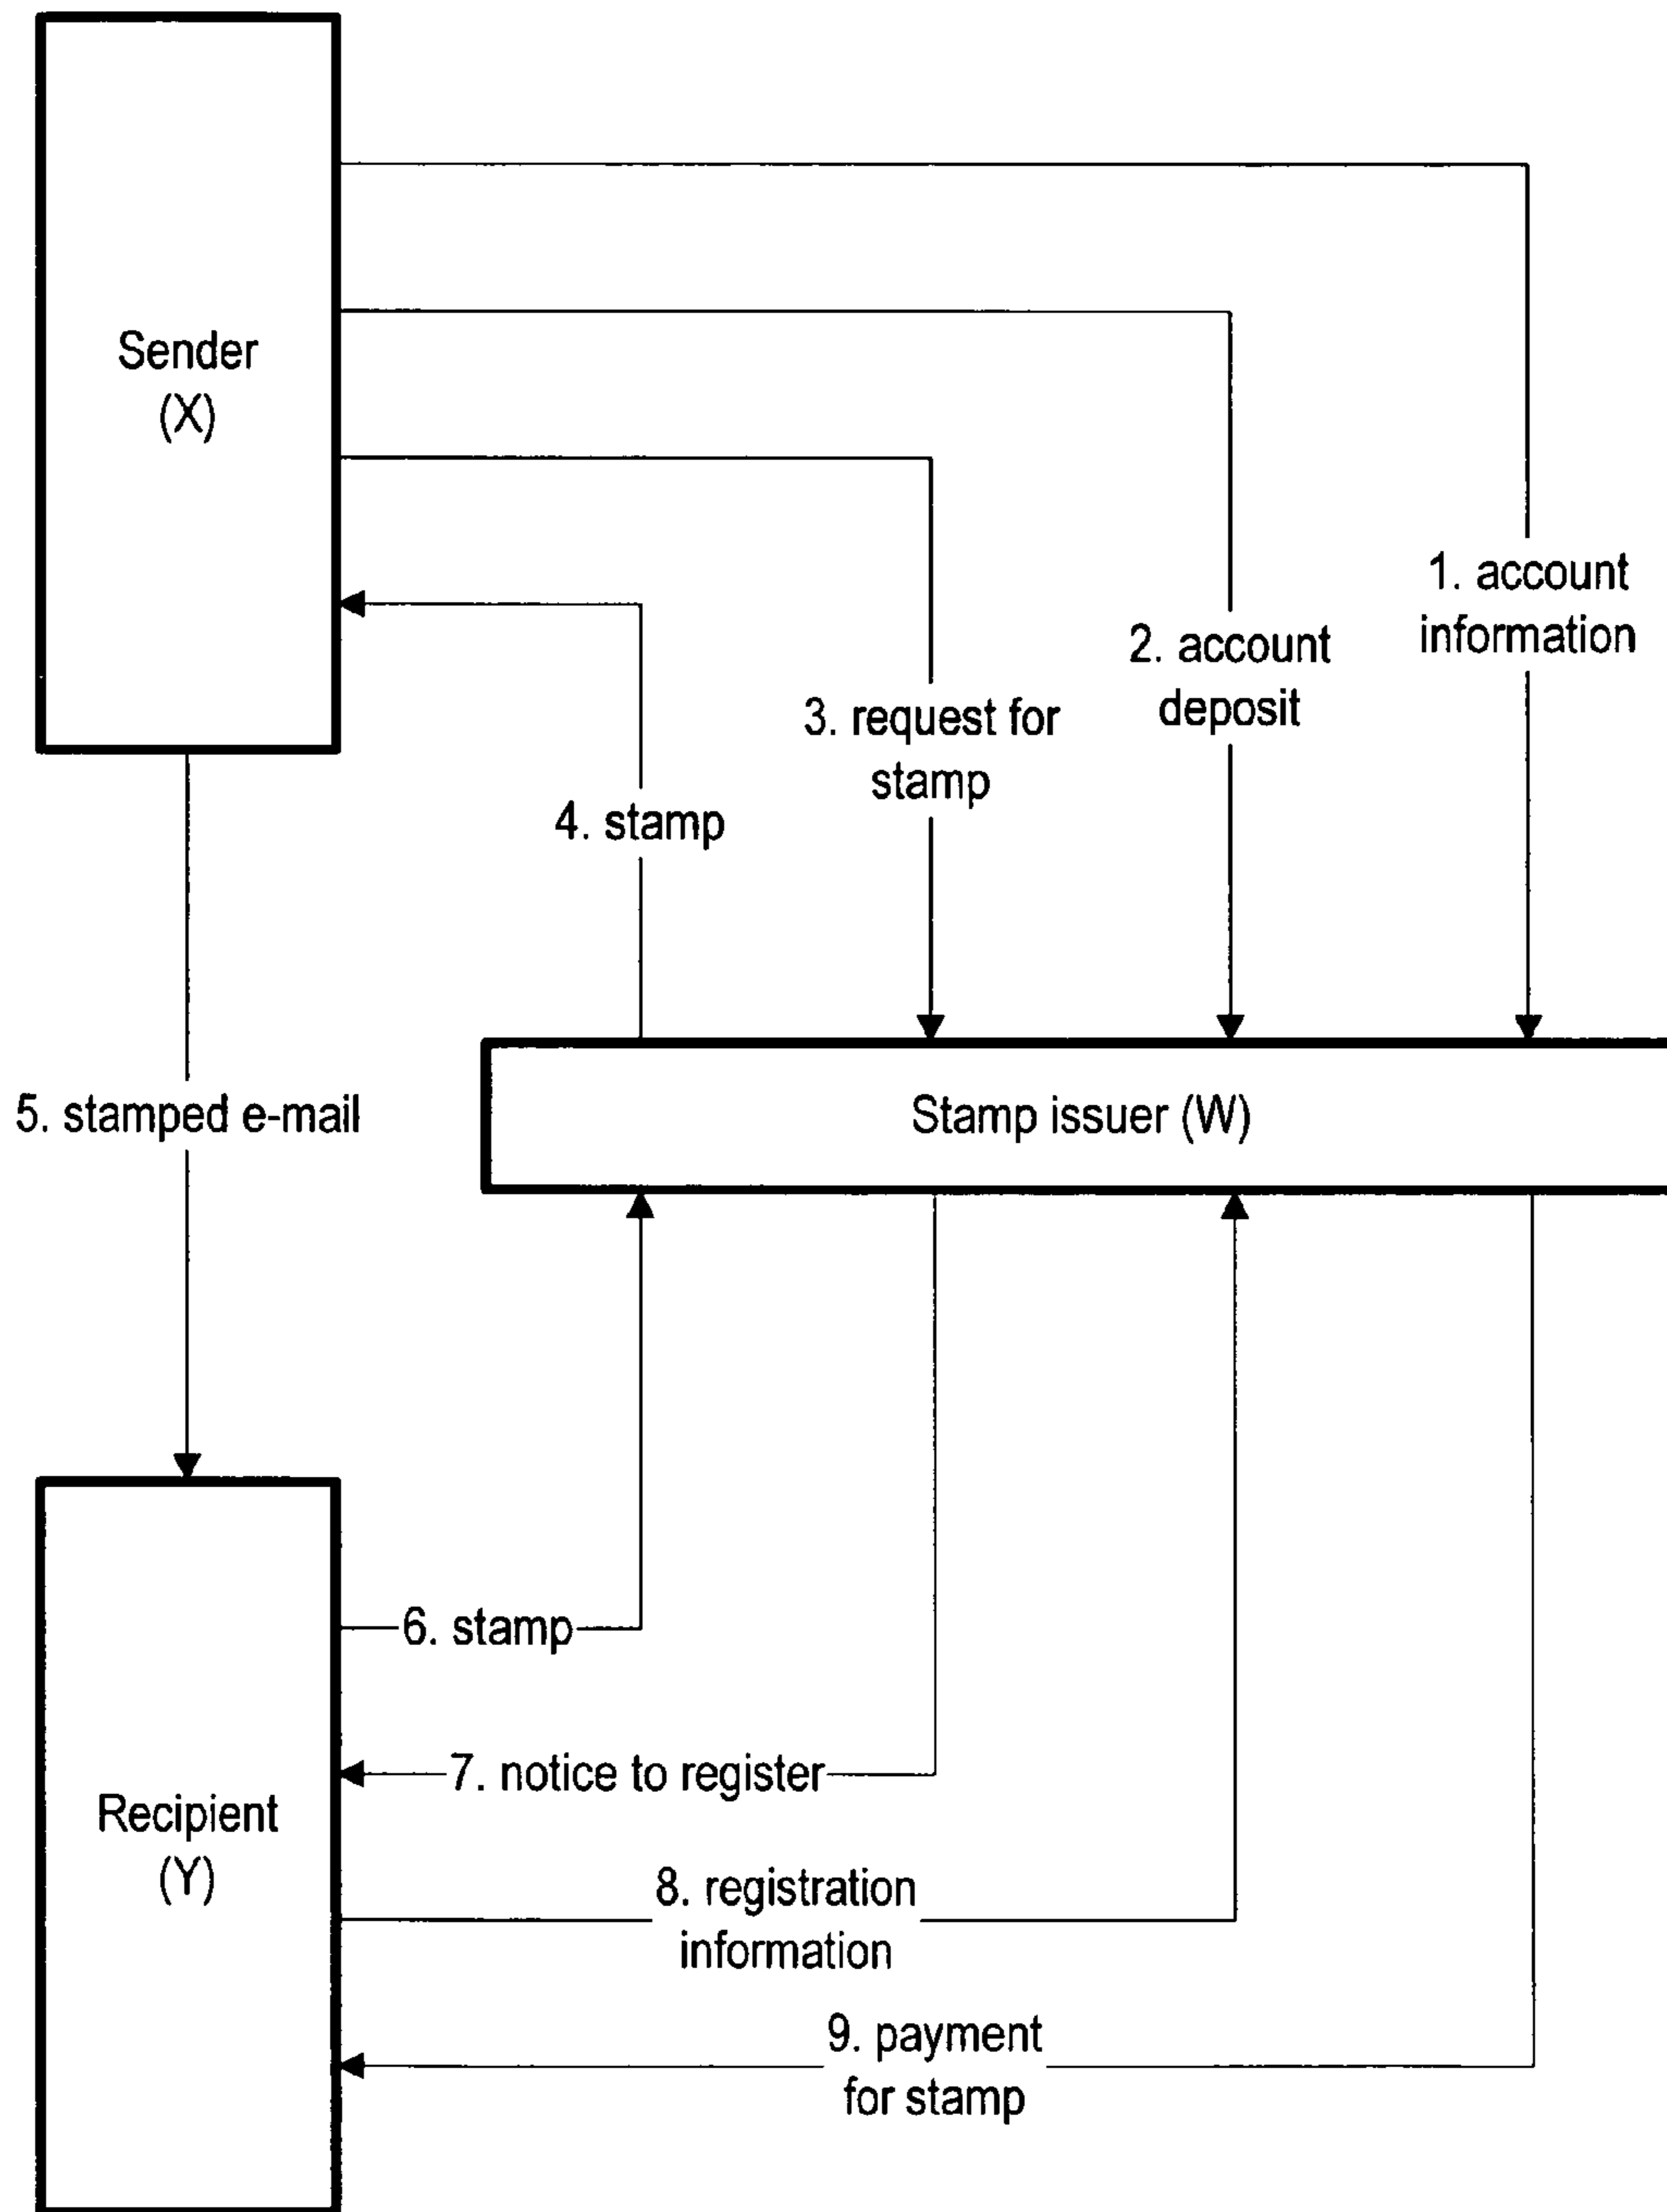 Sender
(X)
1. account
information
2. account
deposit
3. request for
stamp
4. stamp
5. stamped e-mail
Stamp issuer (W)
6. stamp
7. notice to register
Recipient
(Y)
8. registration
information
9. payment
for stamp